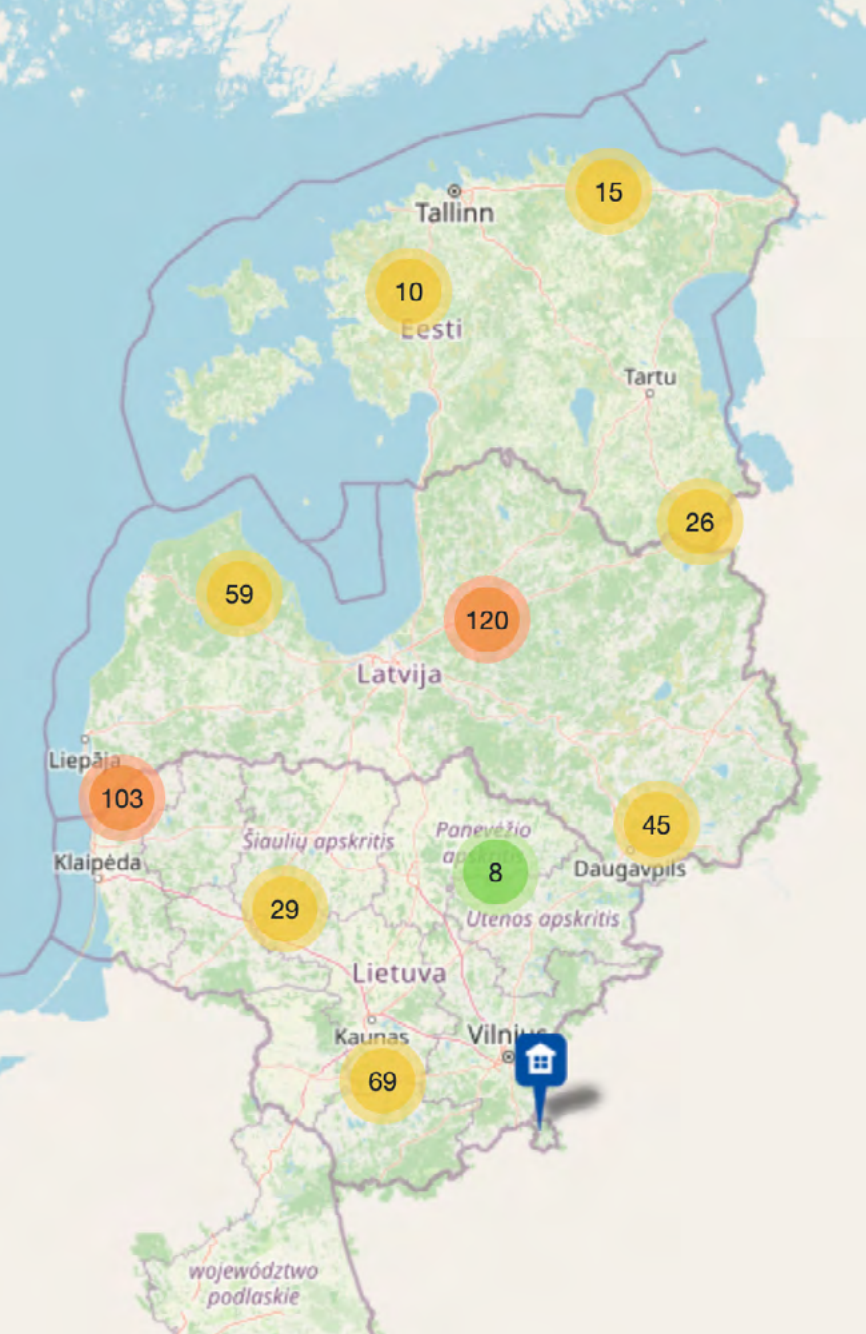 15
Tallinn
10
Eesti
Tartu
26
59
120
Latvija
Liepāja
103
45
Šiaulių apskritis
Panevėžio
apskritis
Klaipėda
8
Daugavpils
29
Utenos apskritis
Lietuva
Kaunas
Vilnius
69
województwo
podlaskie